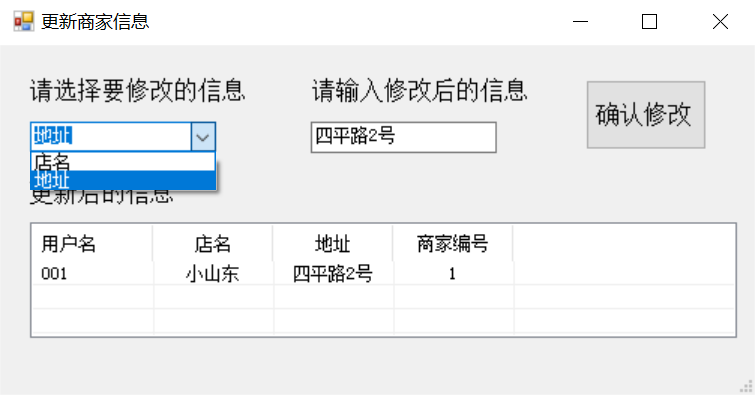 更新商家信息
请选择要修改的信息
请输入修改后的信息
确认修改
地址
四平路2号
店名
地址
更新后的信息
用户名 店名 地址 商家编号
001 小山东 四平路2号 1